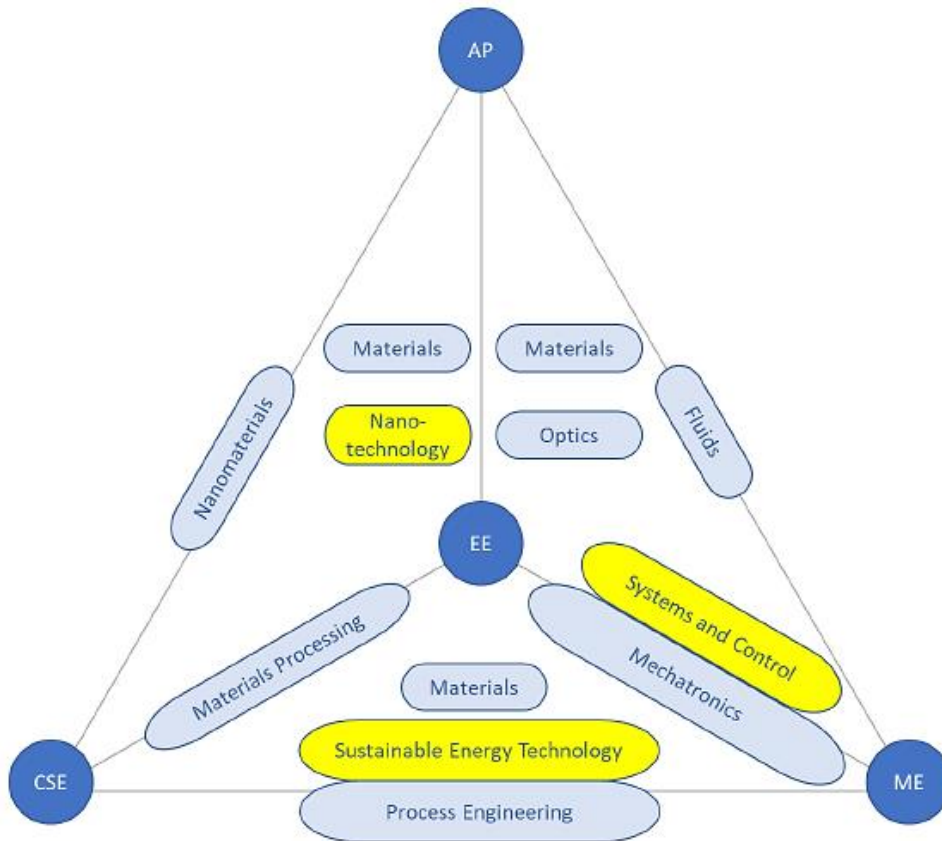 AP
Materials
Materials
Nano-
technology
Optics
Nanomaterials
Fluids
EE
Systems and Control
Materials Processing
Mechatronics
Materials
Sustainable Energy Technology
CSE
ME
Process Engineering